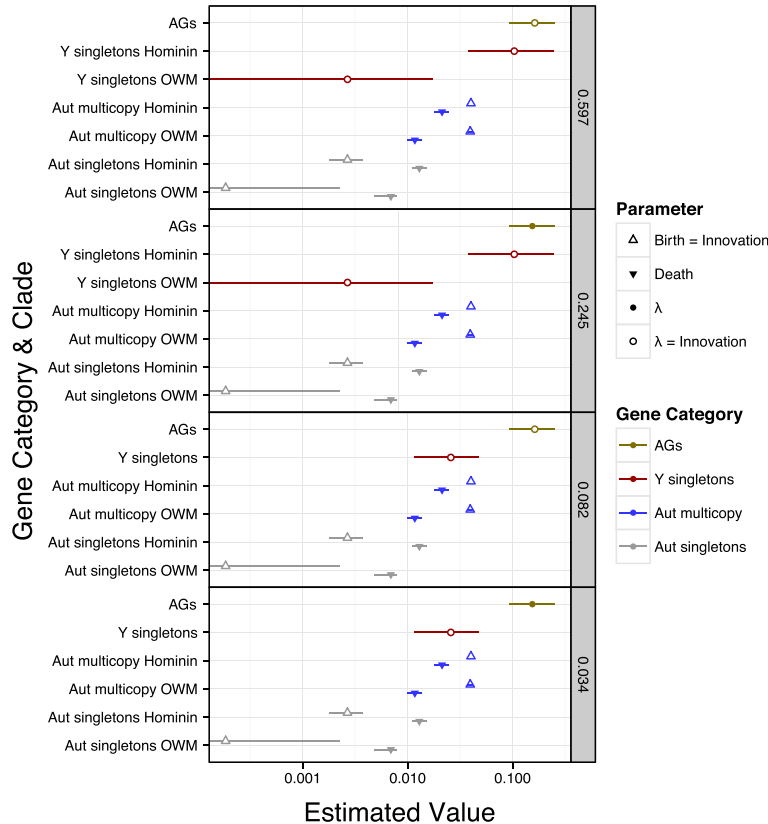 AGs
Y singletons Hominin
Y singletons OWM
Aut multicopy Hominin
Aut multicopy OWM
Aut singletons Hominin
Aut singletons OWM
0.597
AGs
Y singletons Hominin
Y singletons OWM
Aut multicopy Hominin
Aut multicopy OWM
Aut singletons Hominin
Aut singletons OWM
0.245
AGs
Y singletons
Aut multicopy Hominin
Aut multicopy OWM
Aut singletons Hominin
Aut singletons OWM
0.082
AGs
Y singletons
Aut multicopy Hominin
Aut multicopy OWM
Aut singletons Hominin
Aut singletons OWM
0.034
Gene Category & Clade
0.001
0.010
0.100
Estimated Value
Parameter
Birth = Innovation
Death
λ
λ = Innovation
Gene Category
AGs
Y singletons
Aut multicopy
Aut singletons